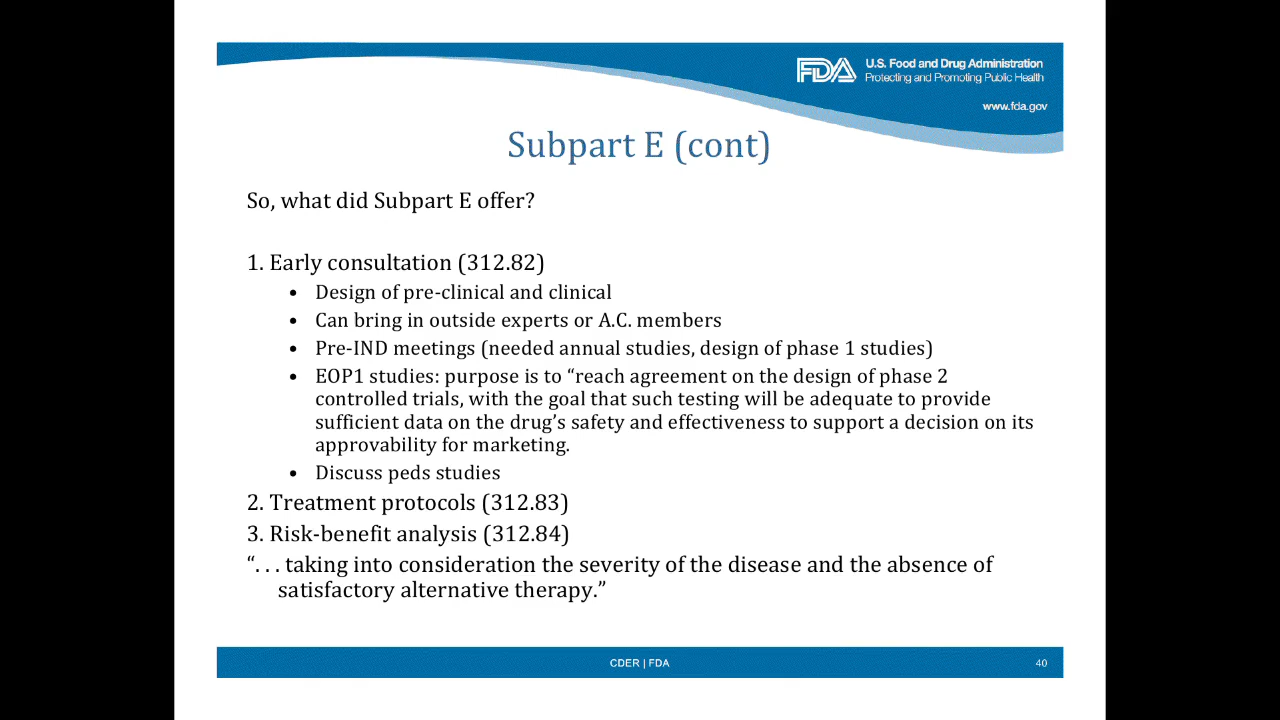 FDA
U.S. Food and Drug Administration
Protecting and Promoting Public Health
www.fda.gov
Subpart E (cont)
So, what did Subpart E offer?
1. Early consultation (312.82)
• Design of pre-clinical and clinical
• Can bring in outside experts or A.C. members
• Pre-IND meetings (needed annual studies, design of phase 1 studies)
• EOP1 studies: purpose is to “reach agreement on the design of phase 2
controlled trials, with the goal that such testing will be adequate to provide
sufficient data on the drug’s safety and effectiveness to support a decision on its
approvability for marketing.
• Discuss peds studies
2. Treatment protocols (312.83)
3. Risk-benefit analysis (312.84)
“. . . taking into consideration the severity of the disease and the absence of
satisfactory alternative therapy.”
CDER | FDA
40